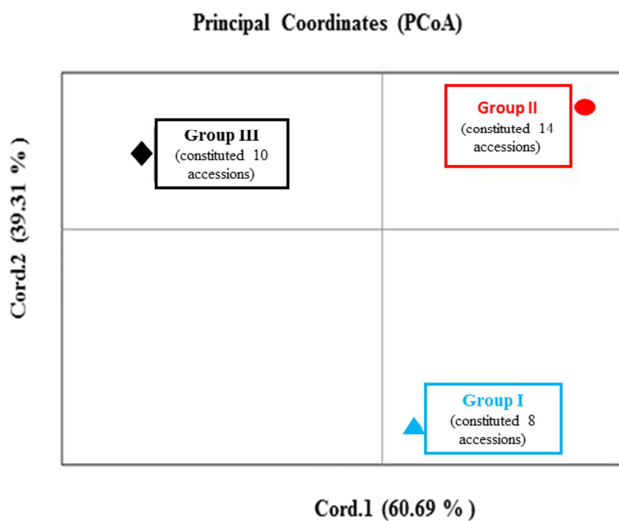 Principal Coordinates (PCoA)
Group II
(constituted 14
accessions)
Group III
(constituted 10
accessions)
Cord.2 (39.31 %)
Group I
(constituted 8
accessions)
Cord.1 (60.69 %)